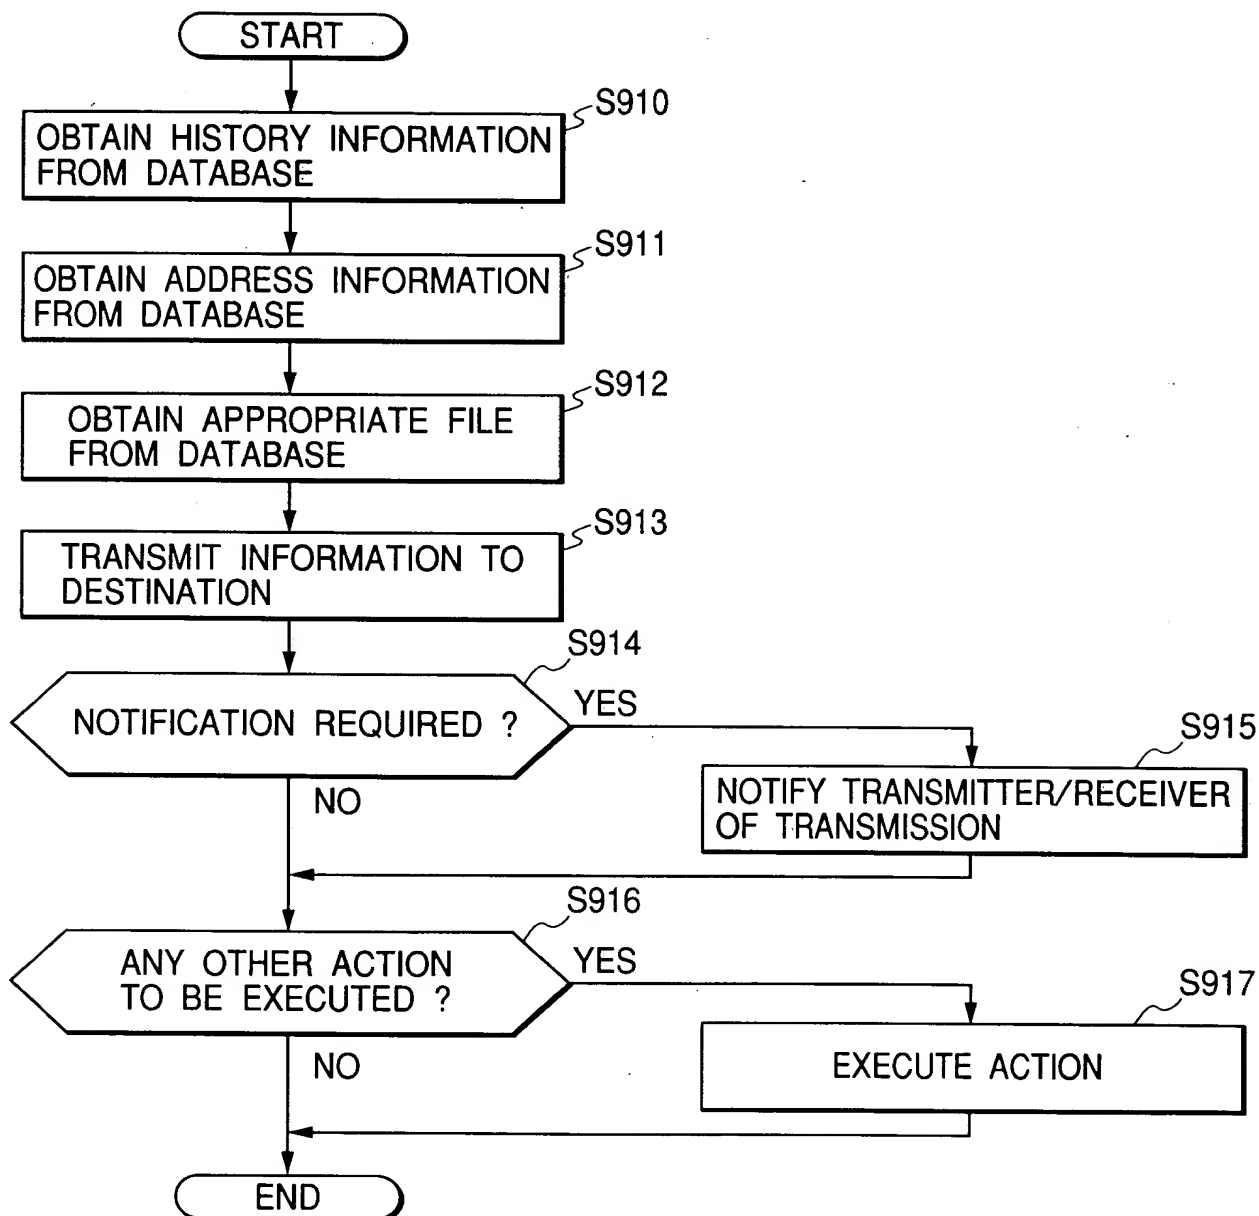 START
S910
OBTAIN HISTORY INFORMATION
FROM DATABASE
S911
OBTAIN ADDRESS INFORMATION
FROM DATABASE
S912
OBTAIN APPROPRIATE FILE
FROM DATABASE
S913
TRANSMIT INFORMATION TO
DESTINATION
S914
NOTIFICATION REQUIRED ?
YES
NO
S915
NOTIFY TRANSMITTER/RECEIVER
OF TRANSMISSION
S916
ANY OTHER ACTION
TO BE EXECUTED ?
YES
NO
S917
EXECUTE ACTION
END